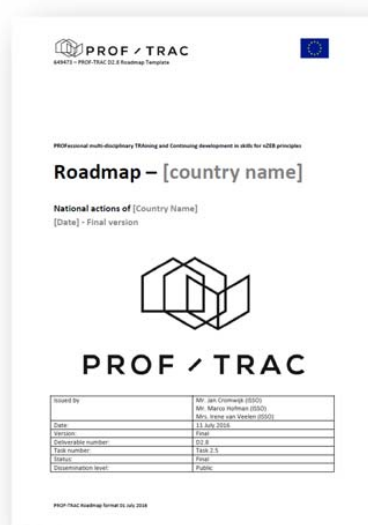 PROF / TRAC
649473 – PROF-TRAC D2.8 Roadmap Template
PROFessional multi-disciplinary TRAining and Continuing development in skills for nZEB principles
Roadmap – [country name]
National actions of [Country Name]
[Date] - Final version
PROF / TRAC
Issued by Mr. Jan Cromwijk (ISSO)
Mr. Marco Hofman (ISSO)
Mrs. Irene van Veelen (ISSO)
Date: 11 July 2016
Version: Final
Deliverable number: D2.8
Task number: Task 2.5
Status: Final
Dissemination level: Public
PROF-TRAC Roadmap format 01 July 2016